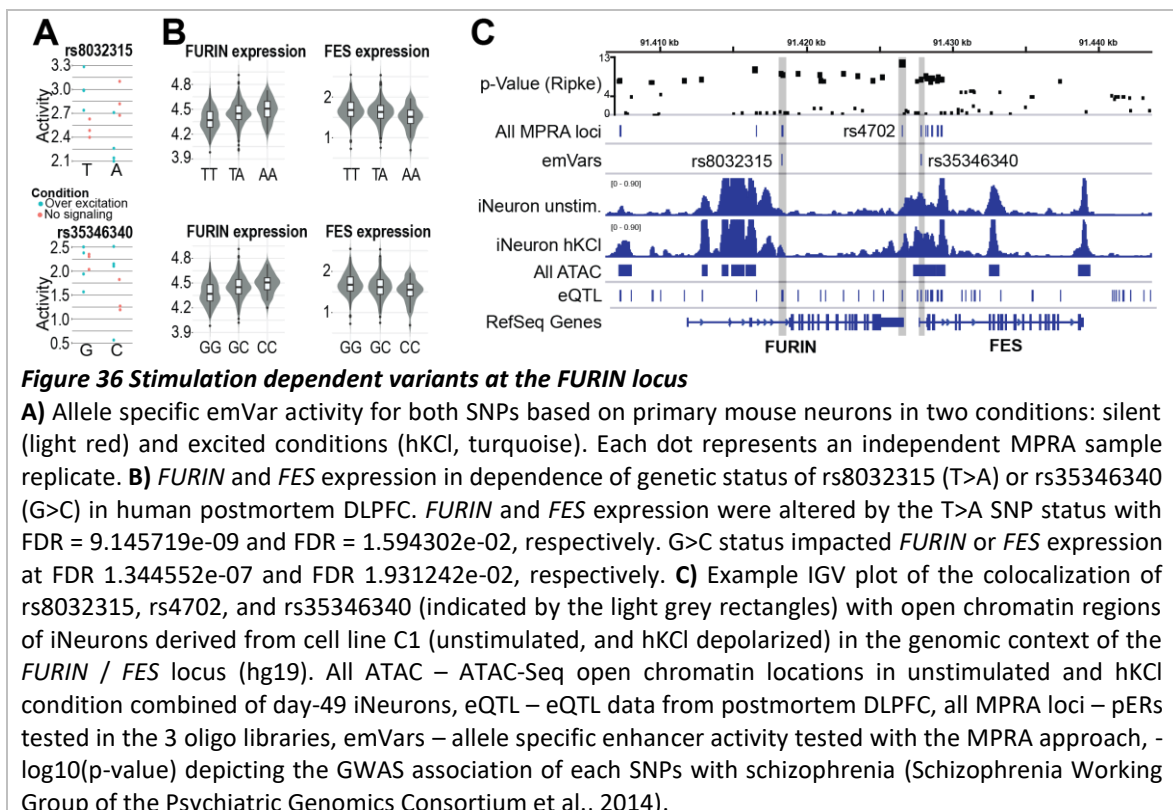 A
rs8032315
3.3
3.0
2.7
2.4
2.1
Activity
T A
Condition
Over excitation
No signaling
rs35346340
2.5
2.0
1.5
1.0
0.5
Activity
G C
B
FURIN expression
4.8
4.5
4.2
3.9
TT TA AA
FES expression
2
1
TT TA AA
FURIN expression
4.8
4.5
4.2
3.9
GG GC CC
FES expression
2
1
GG GC CC
C
91.410 kb 91.420 kb 91.430 kb 91.440 kb
13
p-Value (Ripke)
4
0
All MPRA loci rs4702
emVars rs8032315 rs35346340
[0 - 0.90]
iNeuron unstim.
[0 - 0.90]
iNeuron hKCl
All ATAC
eQTL
RefSeq Genes
FURIN FES
Figure 36 Stimulation dependent variants at the FURIN locus
A) Allele specific emVar activity for both SNPs based on primary mouse neurons in two conditions: silent
(light red) and excited conditions (hKCl, turquoise). Each dot represents an independent MPRA sample
replicate. B) FURIN and FES expression in dependence of genetic status of rs8032315 (T>A) or rs35346340
(G>C) in human postmortem DLPFC. FURIN and FES expression were altered by the T>A SNP status with
FDR = 9.145719e-09 and FDR = 1.594302e-02, respectively. G>C status impacted FURIN or FES expression
at FDR 1.344552e-07 and FDR 1.931242e-02, respectively. C) Example IGV plot of the colocalization of
rs8032315, rs4702, and rs35346340 (indicated by the light grey rectangles) with open chromatin regions
of iNeurons derived from cell line C1 (unstimulated, and hKCl depolarized) in the genomic context of the
FURIN / FES locus (hg19). All ATAC – ATAC-Seq open chromatin locations in unstimulated and hKCl
condition combined of day-49 iNeurons, eQTL – eQTL data from postmortem DLPFC, all MPRA loci – pERs
tested in the 3 oligo libraries, emVars – allele specific enhancer activity tested with the MPRA approach, -
log10(p-value) depicting the GWAS association of each SNPs with schizophrenia (Schizophrenia Working
Group of the Psychiatric Genomics Consortium et al., 2014).